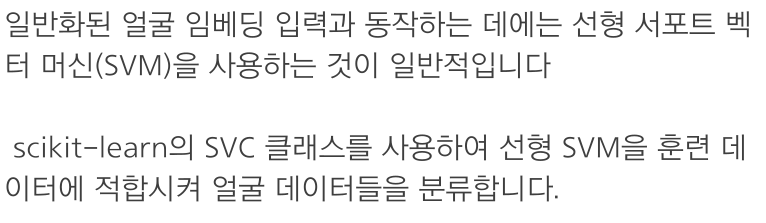 일반화된 얼굴 임베딩 입력과 동작하는 데에는 선형 서포트 벡
터 머신(SVM)을 사용하는 것이 일반적입니다
scikit-learn의 SVC 클래스를 사용하여 선형 SVM을 훈련 데
이터에 적합시켜 얼굴 데이터들을 분류합니다.